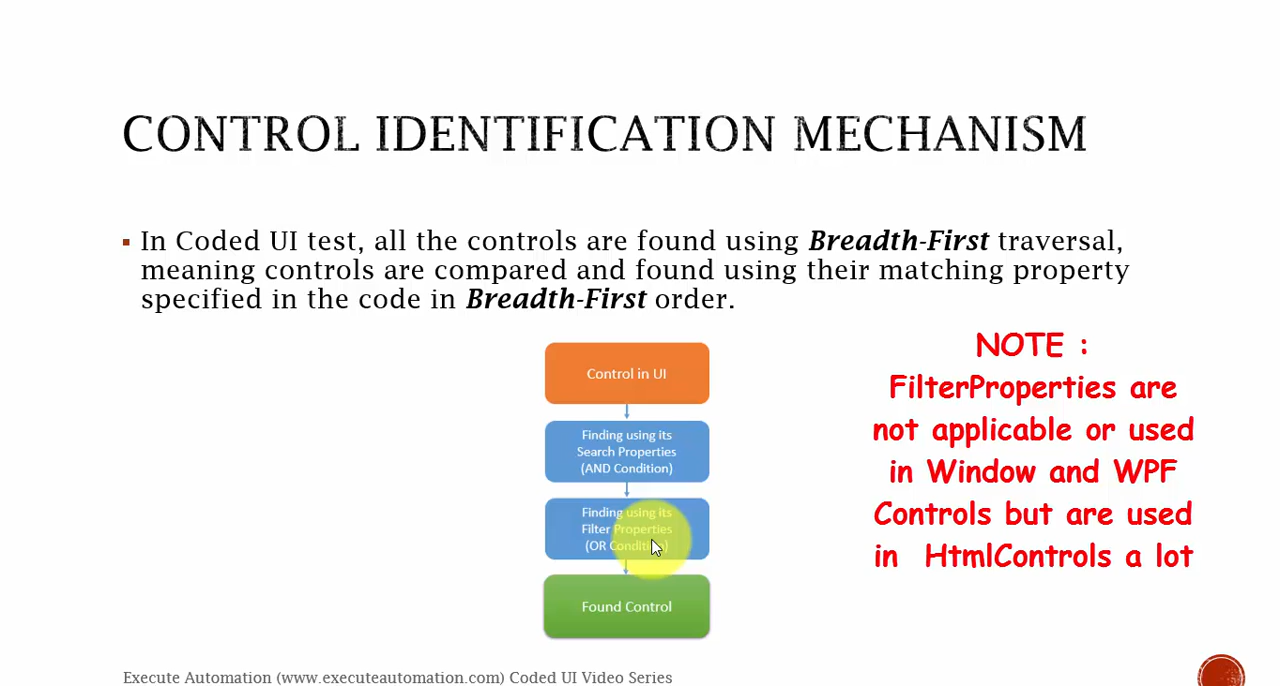 CONTROL IDENTIFICATION MECHANISM
In Coded UI test, all the controls are found using Breadth-First traversal,
meaning controls are compared and found using their matching property
specified in the code in Breadth-First order.
Control in UI
Finding using its
Search Properties
(AND Condition)
Finding using its
Filter Properties
(OR Condition)
Found Control
NOTE :
FilterProperties are
not applicable or used
in Window and WPF
Controls but are used
in HtmlControls a lot
Execute Automation (www.executeautomation.com) Coded UI Video Series